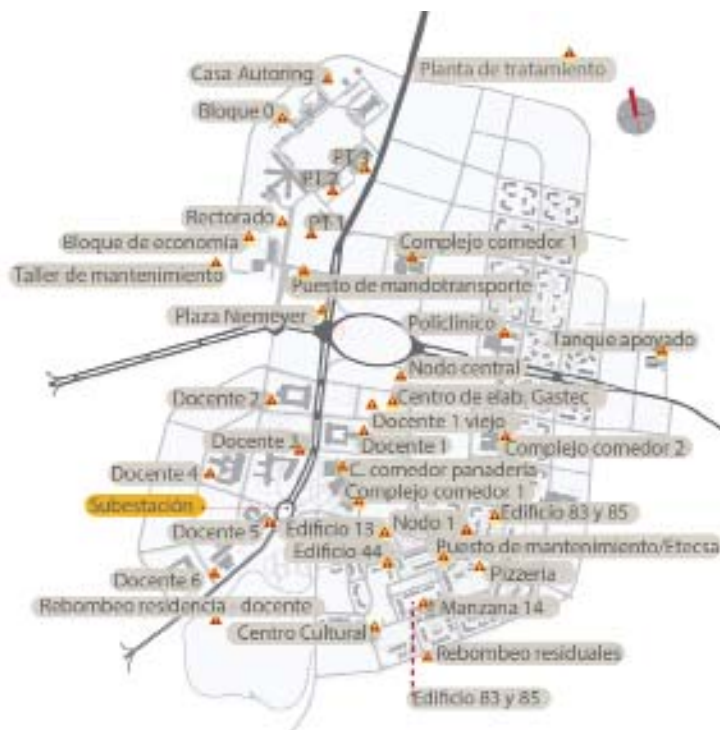 Casa Autoring
Planta de tratamiento
Bloque 0
PT 3
PT 2
Rectorado
PT 1
Bloque de economía
Complejo comedor 1
Taller de mantenimiento
Puesto de mandotransporte
Plaza Niemeyer
Policlínico
Tanque apoyado
Nodo central
Docente 2
Centro de elab. Gastec
Docente 1 viejo
Docente 3
Docente 1
Complejo comedor 2
Docente 4
C. comedor panadería
Complejo comedor 1
Subestación
Edificio 83 y 85
Docente 5
Edificio 13
Nodo 1
Edificio 44
Puesto de mantenimiento/Etecsa
Docente 6
Pizzería
Rebombeo residencia - docente
Manzana 14
Centro Cultural
Rebombeo residuales
Edificio 83 y 85